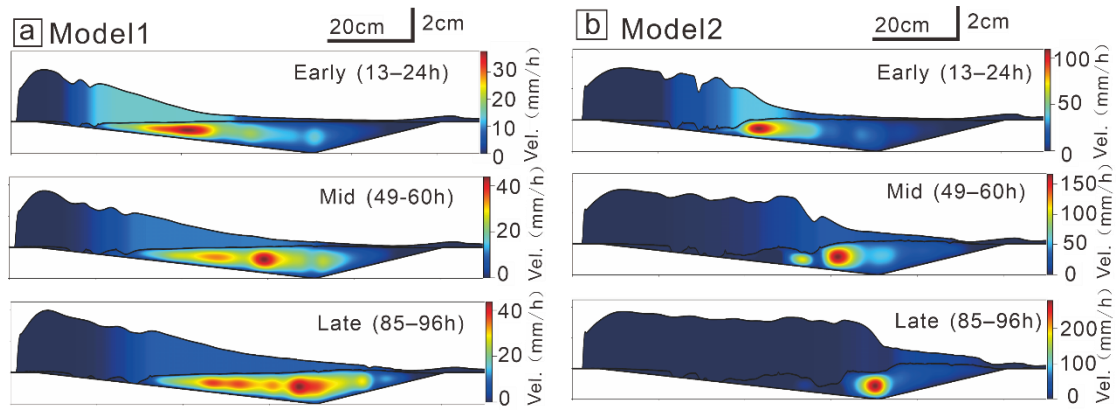 a Model1
20cm
2cm
Early (13–24h)
30
20
10
0
Vel. (mm/h)
Mid (49-60h)
40
20
0
Vel. (mm/h)
Late (85–96h)
40
20
0
Vel. (mm/h)
b Model2
20cm
2cm
Early (13–24h)
100
50
0
Vel. (mm/h)
Mid (49–60h)
150
100
50
0
Vel. (mm/h)
Late (85–96h)
200
100
0
Vel. (mm/h)